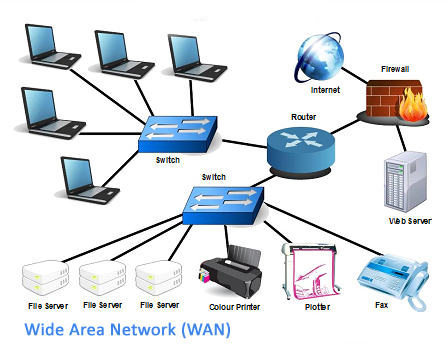 Internet
Firewall
Router
Switch
Switch
Web Server
File Server
File Server
File Server
Colour Printer
Plotter
Fax
Wide Area Network (WAN)